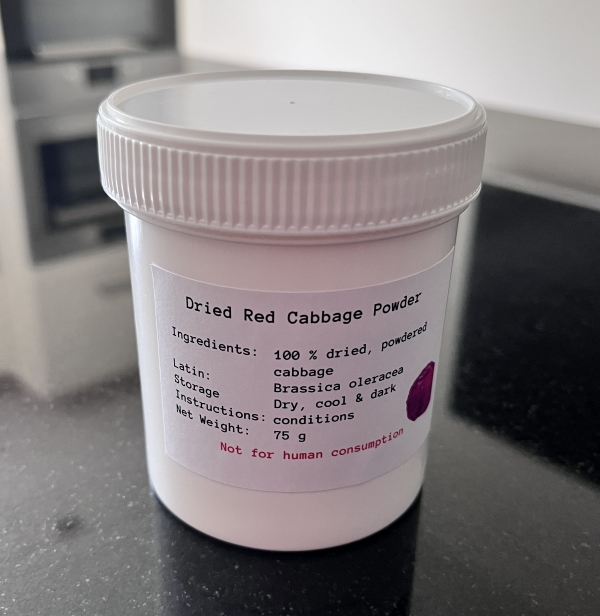 Dried Red Cabbage Powder
Ingredients: 100 % dried, powdered
cabbage
Latin: Brassica oleracea
Storage Dry, cool & dark
Instructions: conditions
Net Weight: 75 g
Not for human consumption